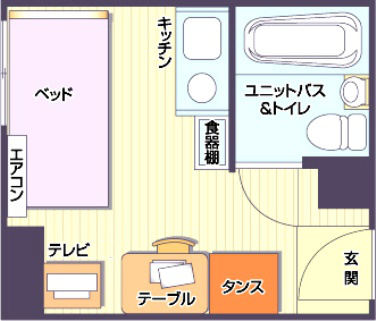 キッチン
ベッド
ユニットバス
&トイレ
食器棚
エアコン
テレビ
テーブル
タンス
玄関